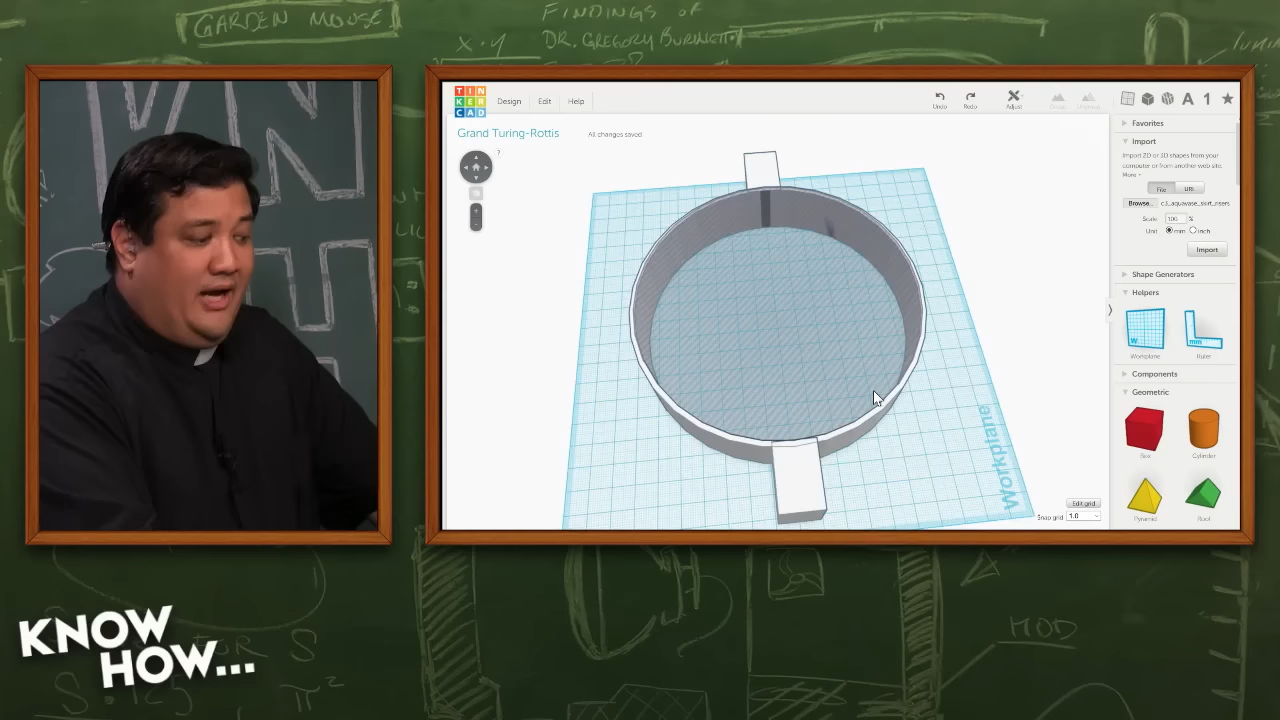 GARDEN MOUSE
FINDINGS OF
X·Y
DR. GREGORY BURNETT
TIN
KER
CAD
Design
Edit
Help
Undo
Redo
Adjust
Grand Turing-Rottis
All changes saved
?
Favorites
Import
Import 2D or 3D shapes from your
computer or from another web site.
More
File
URL
Browse..
Scale
100
%
Unit
mm
inch
Import
Shape Generators
Helpers
W
mm
Workplane
Ruler
Components
Geometric
Box
Cylinder
Pyramid
Roof
Workplane
Edit grid
Snap grid
1.0
KNOW
HOW...
MOD
π²